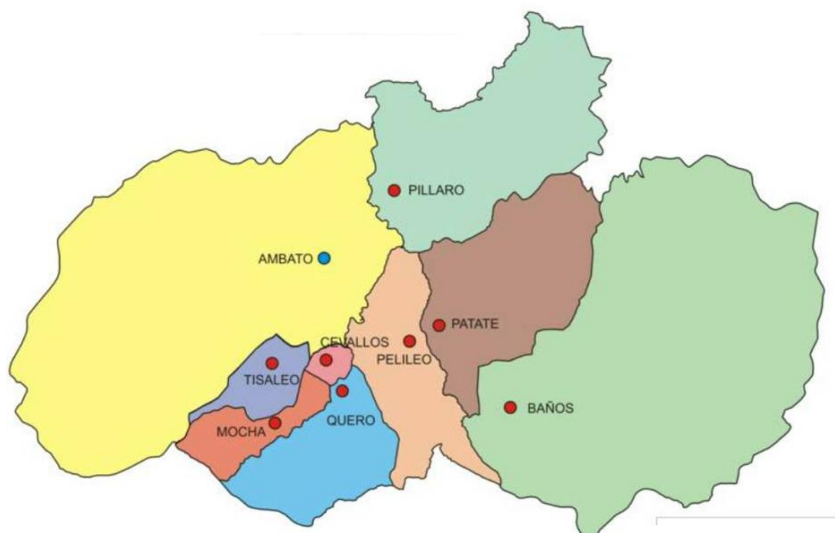 PILLARO
AMBATO
PATATE
CEVALLOS
PELILEO
TISALEO
BAÑOS
QUERO
MOCHA